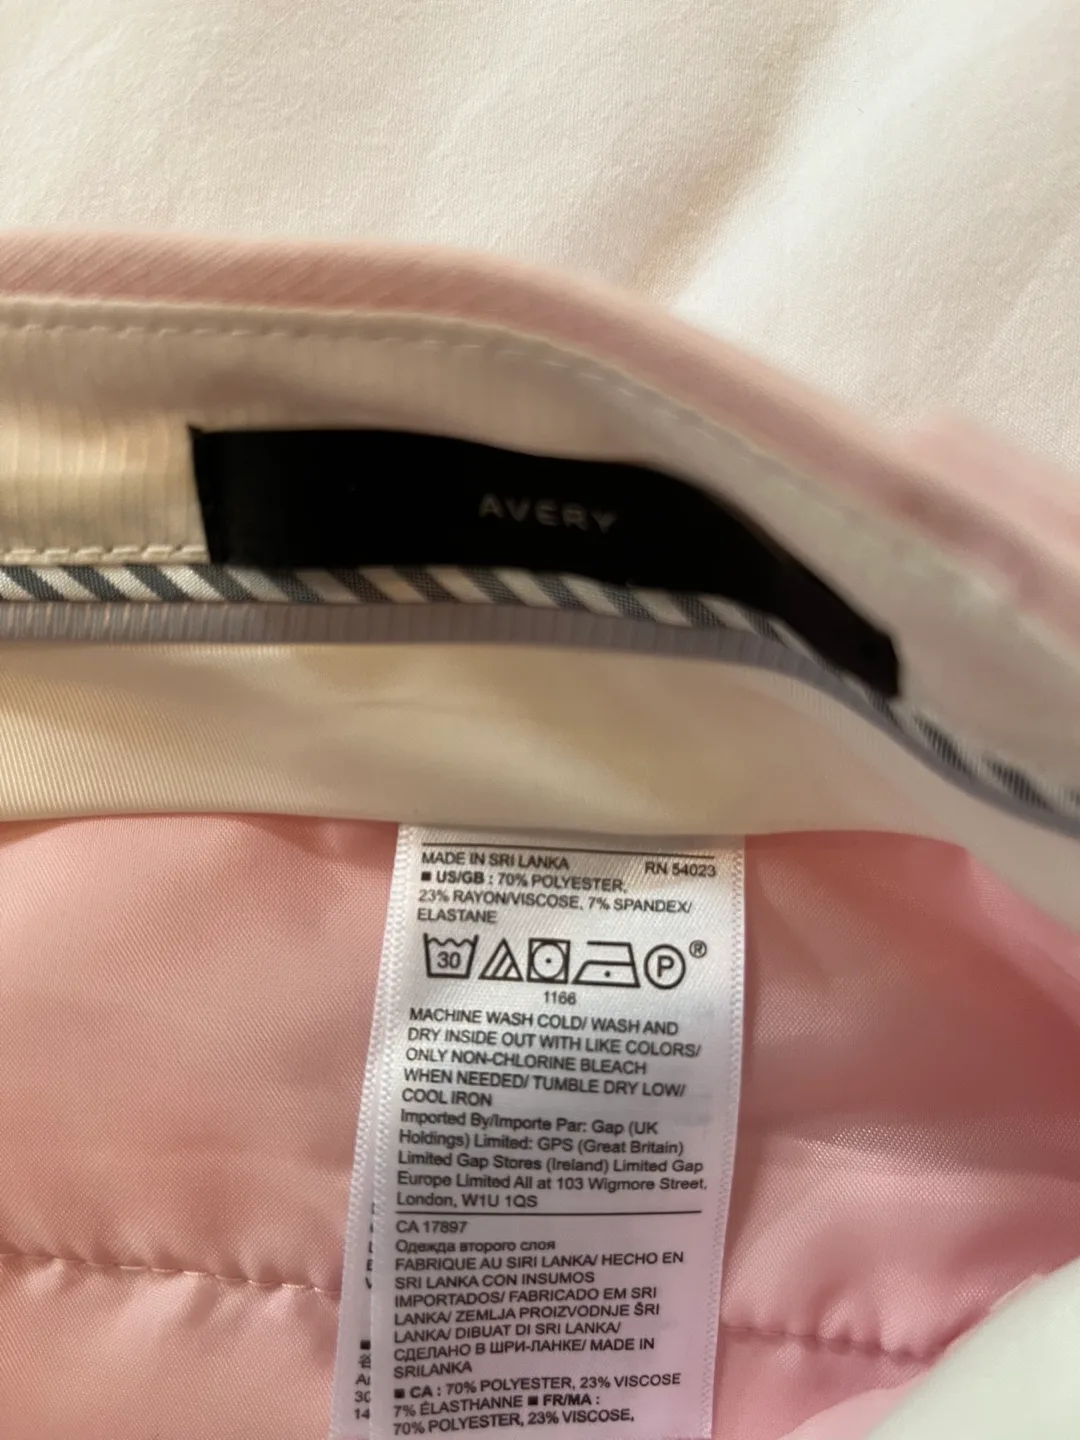 AVERY
MADE IN SRI LANKA RN 54023
■ US/GB : 70% POLYESTER,
23% RAYON/VISCOSE, 7% SPANDEX/
ELASTANE
30 P ®
1166
MACHINE WASH COLD/ WASH AND
DRY INSIDE OUT WITH LIKE COLORS/
ONLY NON-CHLORINE BLEACH
WHEN NEEDED/ TUMBLE DRY LOW/
COOL IRON
Imported By/Importe Par: Gap (UK
Holdings) Limited: GPS (Great Britain)
Limited Gap Stores (Ireland) Limited Gap
Europe Limited All at 103 Wigmore Street,
London, W1U 1QS
CA 17897
Одежда второго слоя
FABRIQUE AU SIRI LANKA/ HECHO EN
SRI LANKA CON INSUMOS
IMPORTADOS/ FABRICADO EM SRI
LANKA/ ZEMLJA PROIZVODNJE ŠRI
LANKA/ DIBUAT DI SRI LANKA/
СДЕЛАНО В ШРИ-ЛАНКЕ/ MADE IN
SRILANKA
■ CA : 70% POLYESTER, 23% VISCOSE
7% ÉLASTHANNE ■ FR/MA :
70% POLYESTER, 23% VISCOSE,
30
14